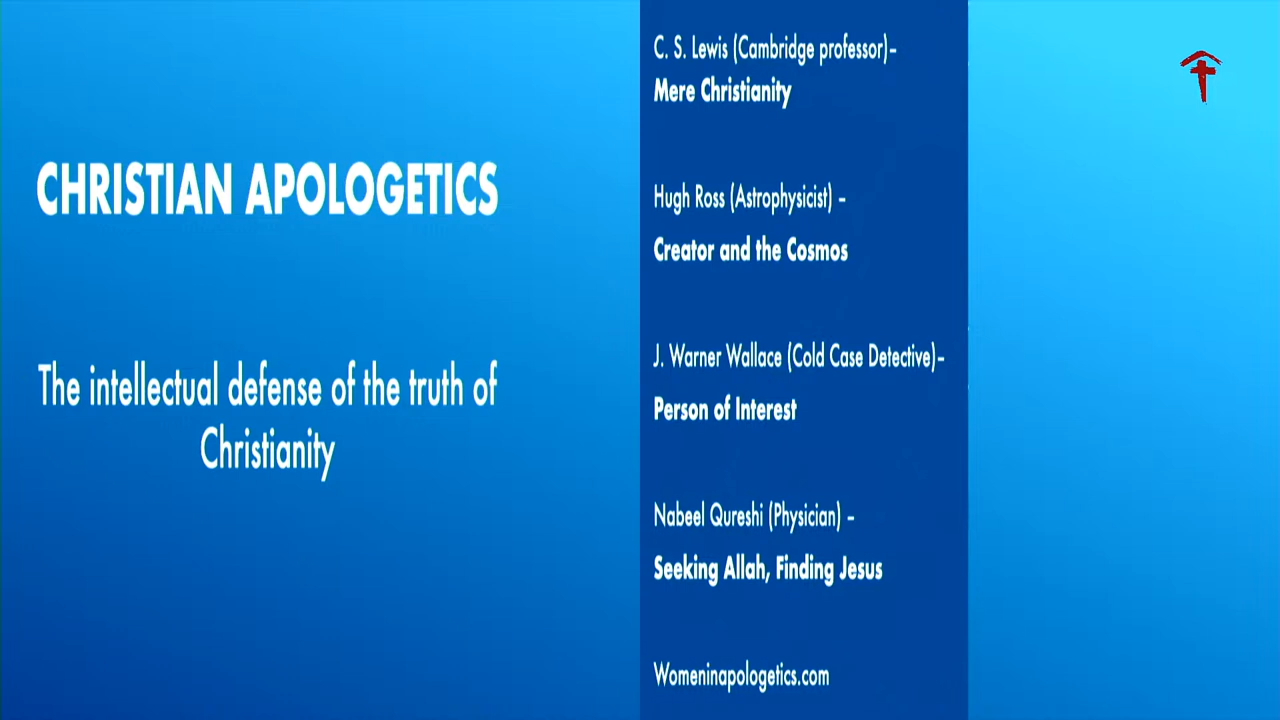 CHRISTIAN APOLOGETICS
The intellectual defense of the truth of
Christianity
C. S. Lewis (Cambridge professor)–
Mere Christianity
Hugh Ross (Astrophysicist) –
Creator and the Cosmos
J. Warner Wallace (Cold Case Detective)–
Person of Interest
Nabeel Qureshi (Physician) –
Seeking Allah, Finding Jesus
Womeninapologetics.com